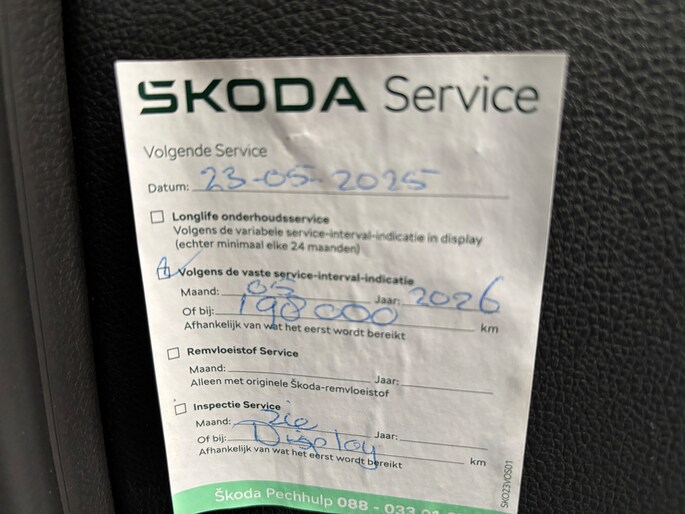 ŠKODA Service
Volgende Service
Datum: 23-05-2025
Longlife onderhoudsservice
Volgens de variabele service-interval-indicatie in display
(echter minimaal elke 24 maanden)
Volgens de vaste service-interval-indicatie
Maand: 05 Jaar: 2026
Of bij: 198000 km
Afhankelijk van wat het eerst wordt bereikt
Remvloeistof Service
Maand: Jaar:
Alleen met originele Škoda-remvloeistof
Inspectie Service
Maand: zie Jaar:
Of bij: Display km
Afhankelijk van wat het eerst wordt bereikt
Škoda Pechhulp 088 - 033
SKO23VOS01